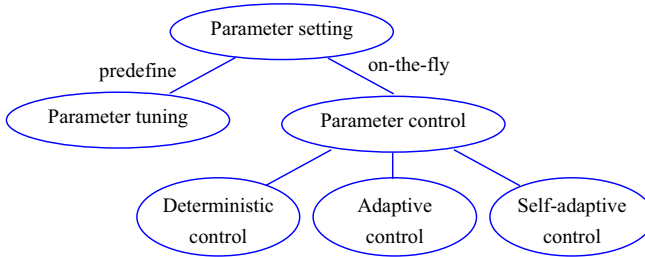 Parameter setting
predefine
on-the-fly
Parameter tuning
Parameter control
Deterministic
control
Adaptive
control
Self-adaptive
control